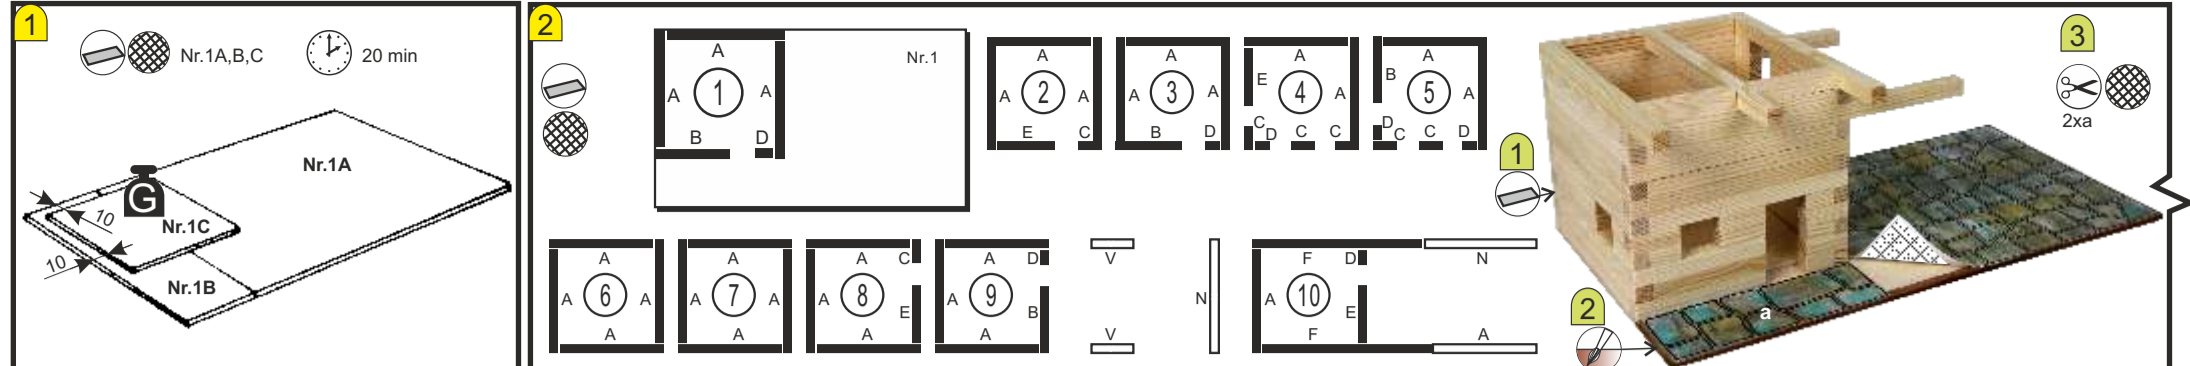 1
Nr.1A,B,C
20 min
Nr.1A
G
Nr.1C
10
10
Nr.1B
2
Nr.1
A
A 1 A
B D
A
A 2 A
E C
A
A 3 A
B D
A
E 4 A
C D C C
A
B 5 A
D C C D
A
A 6 A
A
A
A 7 A
A
A C
A 8 E
A
A D
A 9 B
A
V
N
V
F D N
A 10 E
F A
1
2
a
3
2xa